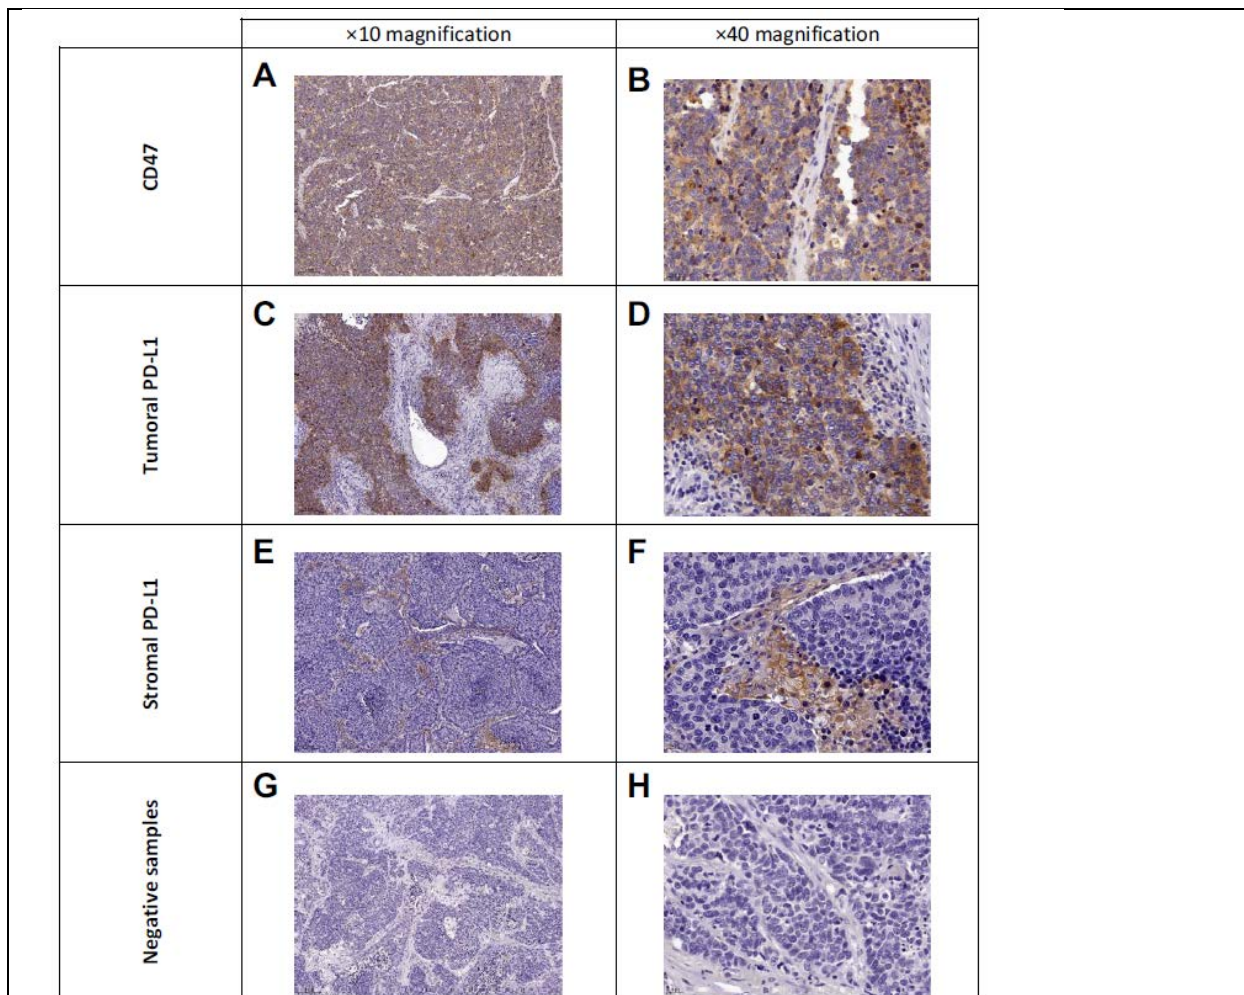 ×10 magnification
×40 magnification
CD47
A
B
Tumoral PD-L1
C
D
Stromal PD-L1
E
F
Negative samples
G
H